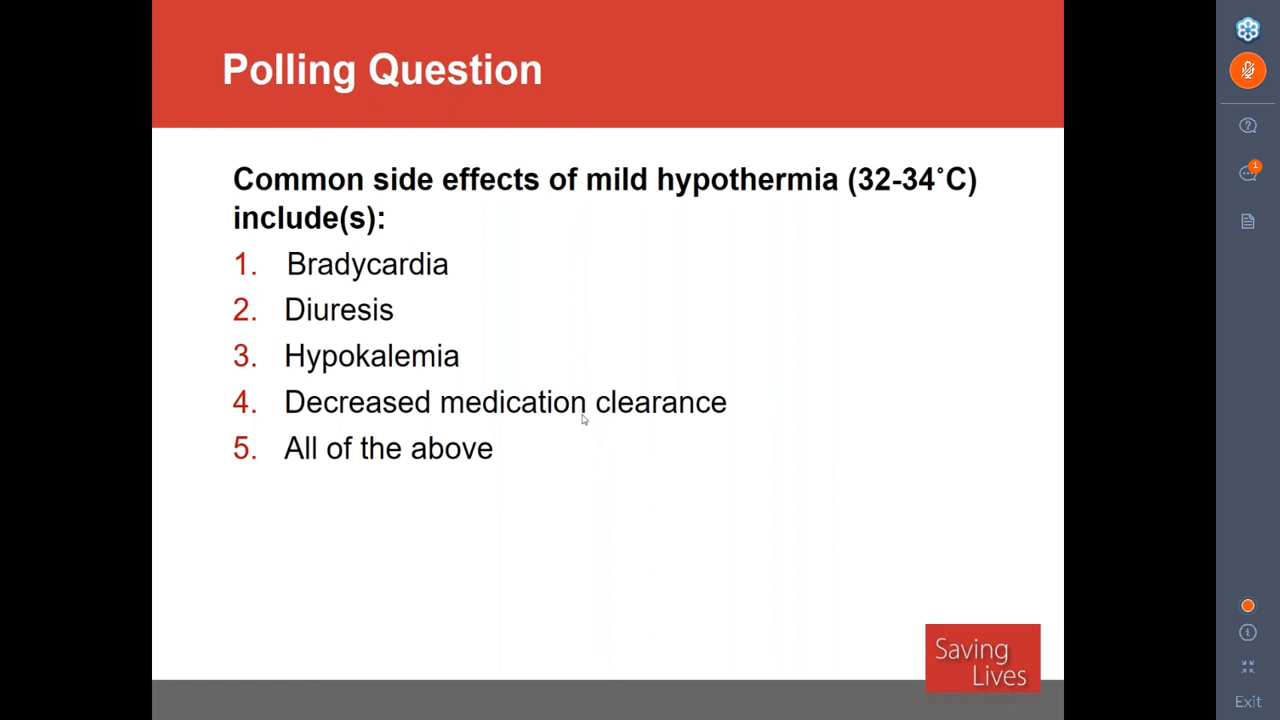 Polling Question
Common side effects of mild hypothermia (32-34˚C)
include(s):
1. Bradycardia
2. Diuresis
3. Hypokalemia
4. Decreased medication clearance
5. All of the above
Saving
Lives
1
Exit